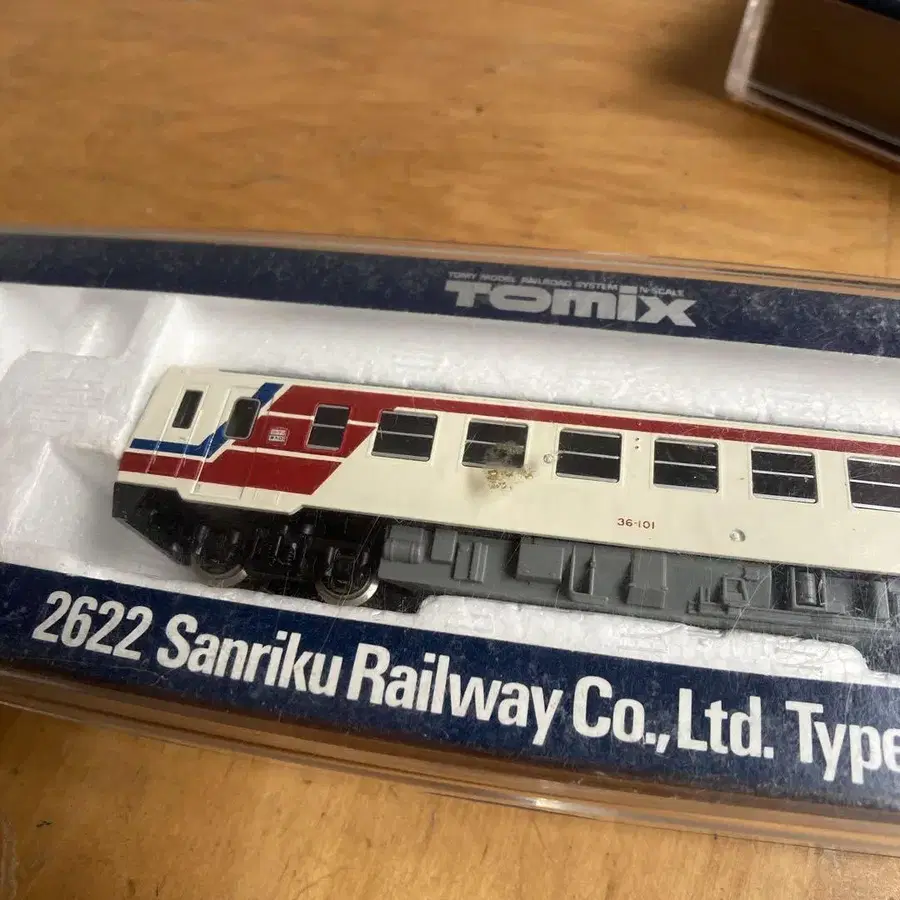 TOMY MODEL RAILROAD SYSTEM N-SCALE
TOMIX
36-101
2622 Sanriku Railway Co., Ltd. Type